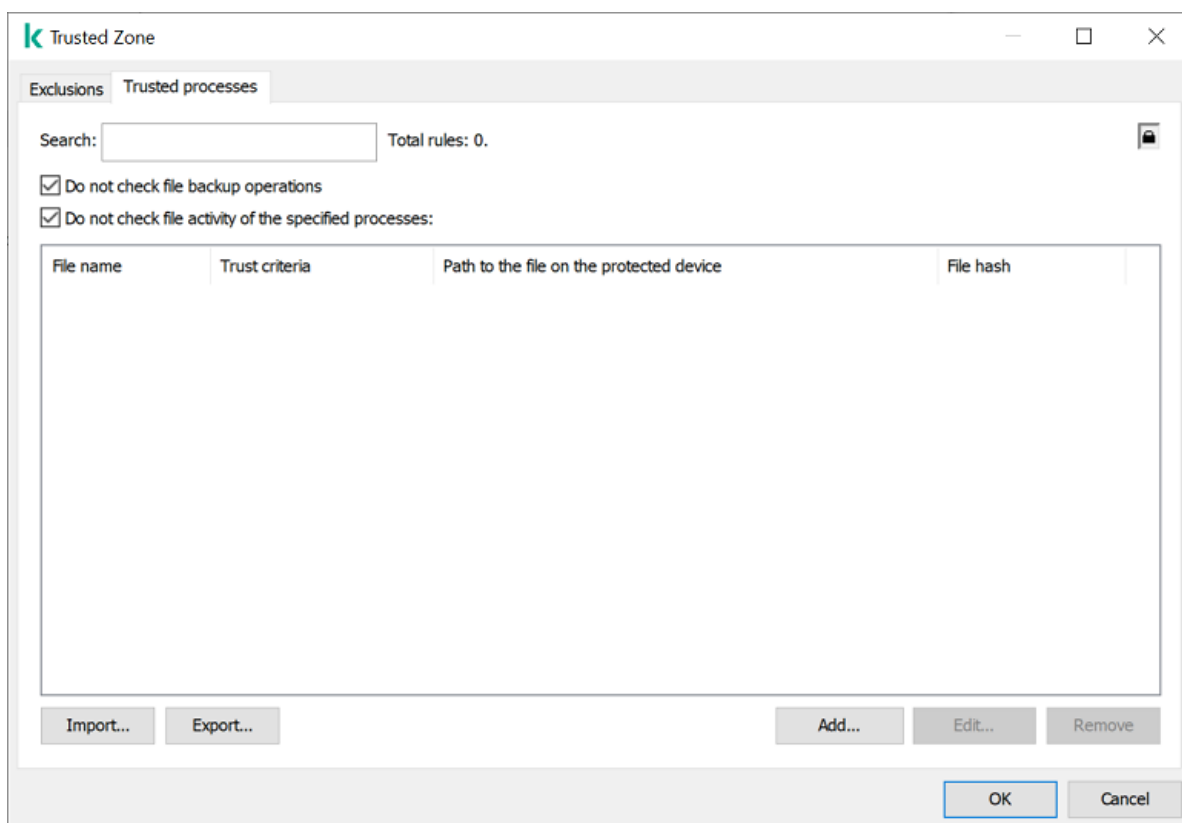 Trusted Zone
Exclusions Trusted processes
Search: Total rules: 0.
Do not check file backup operations
Do not check file activity of the specified processes:
File name Trust criteria Path to the file on the protected device File hash
Import... Export... Add... Edit... Remove
OK Cancel